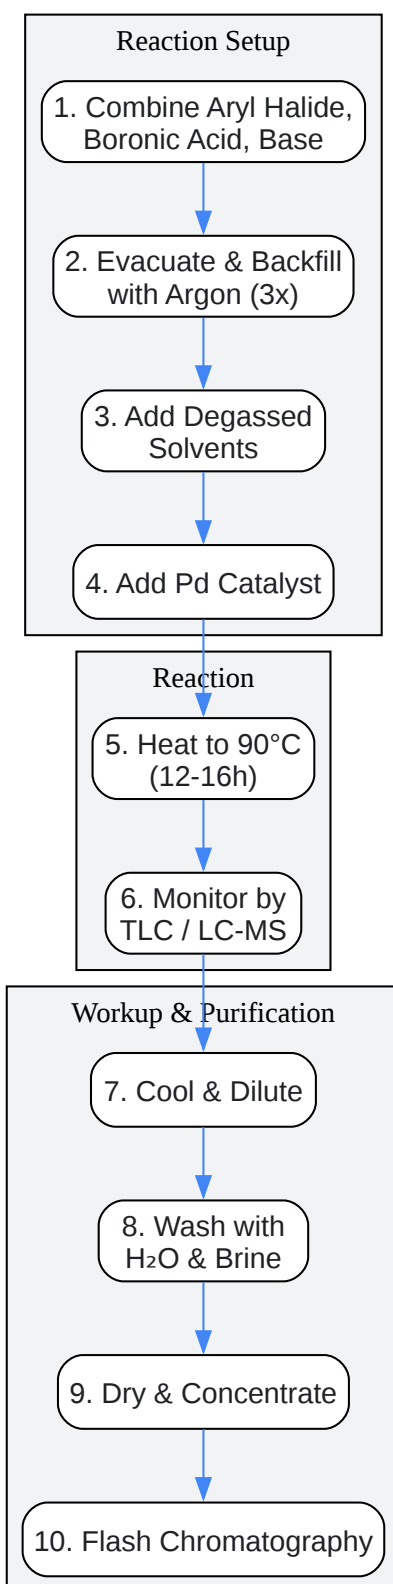 Reaction Setup
1. Combine Aryl Halide,
Boronic Acid, Base
2. Evacuate & Backfill
with Argon (3x)
3. Add Degassed
Solvents
4. Add Pd Catalyst
Reaction
5. Heat to 90°C
(12-16h)
6. Monitor by
TLC / LC-MS
Workup & Purification
7. Cool & Dilute
8. Wash with
H₂O & Brine
9. Dry & Concentrate
10. Flash Chromatography